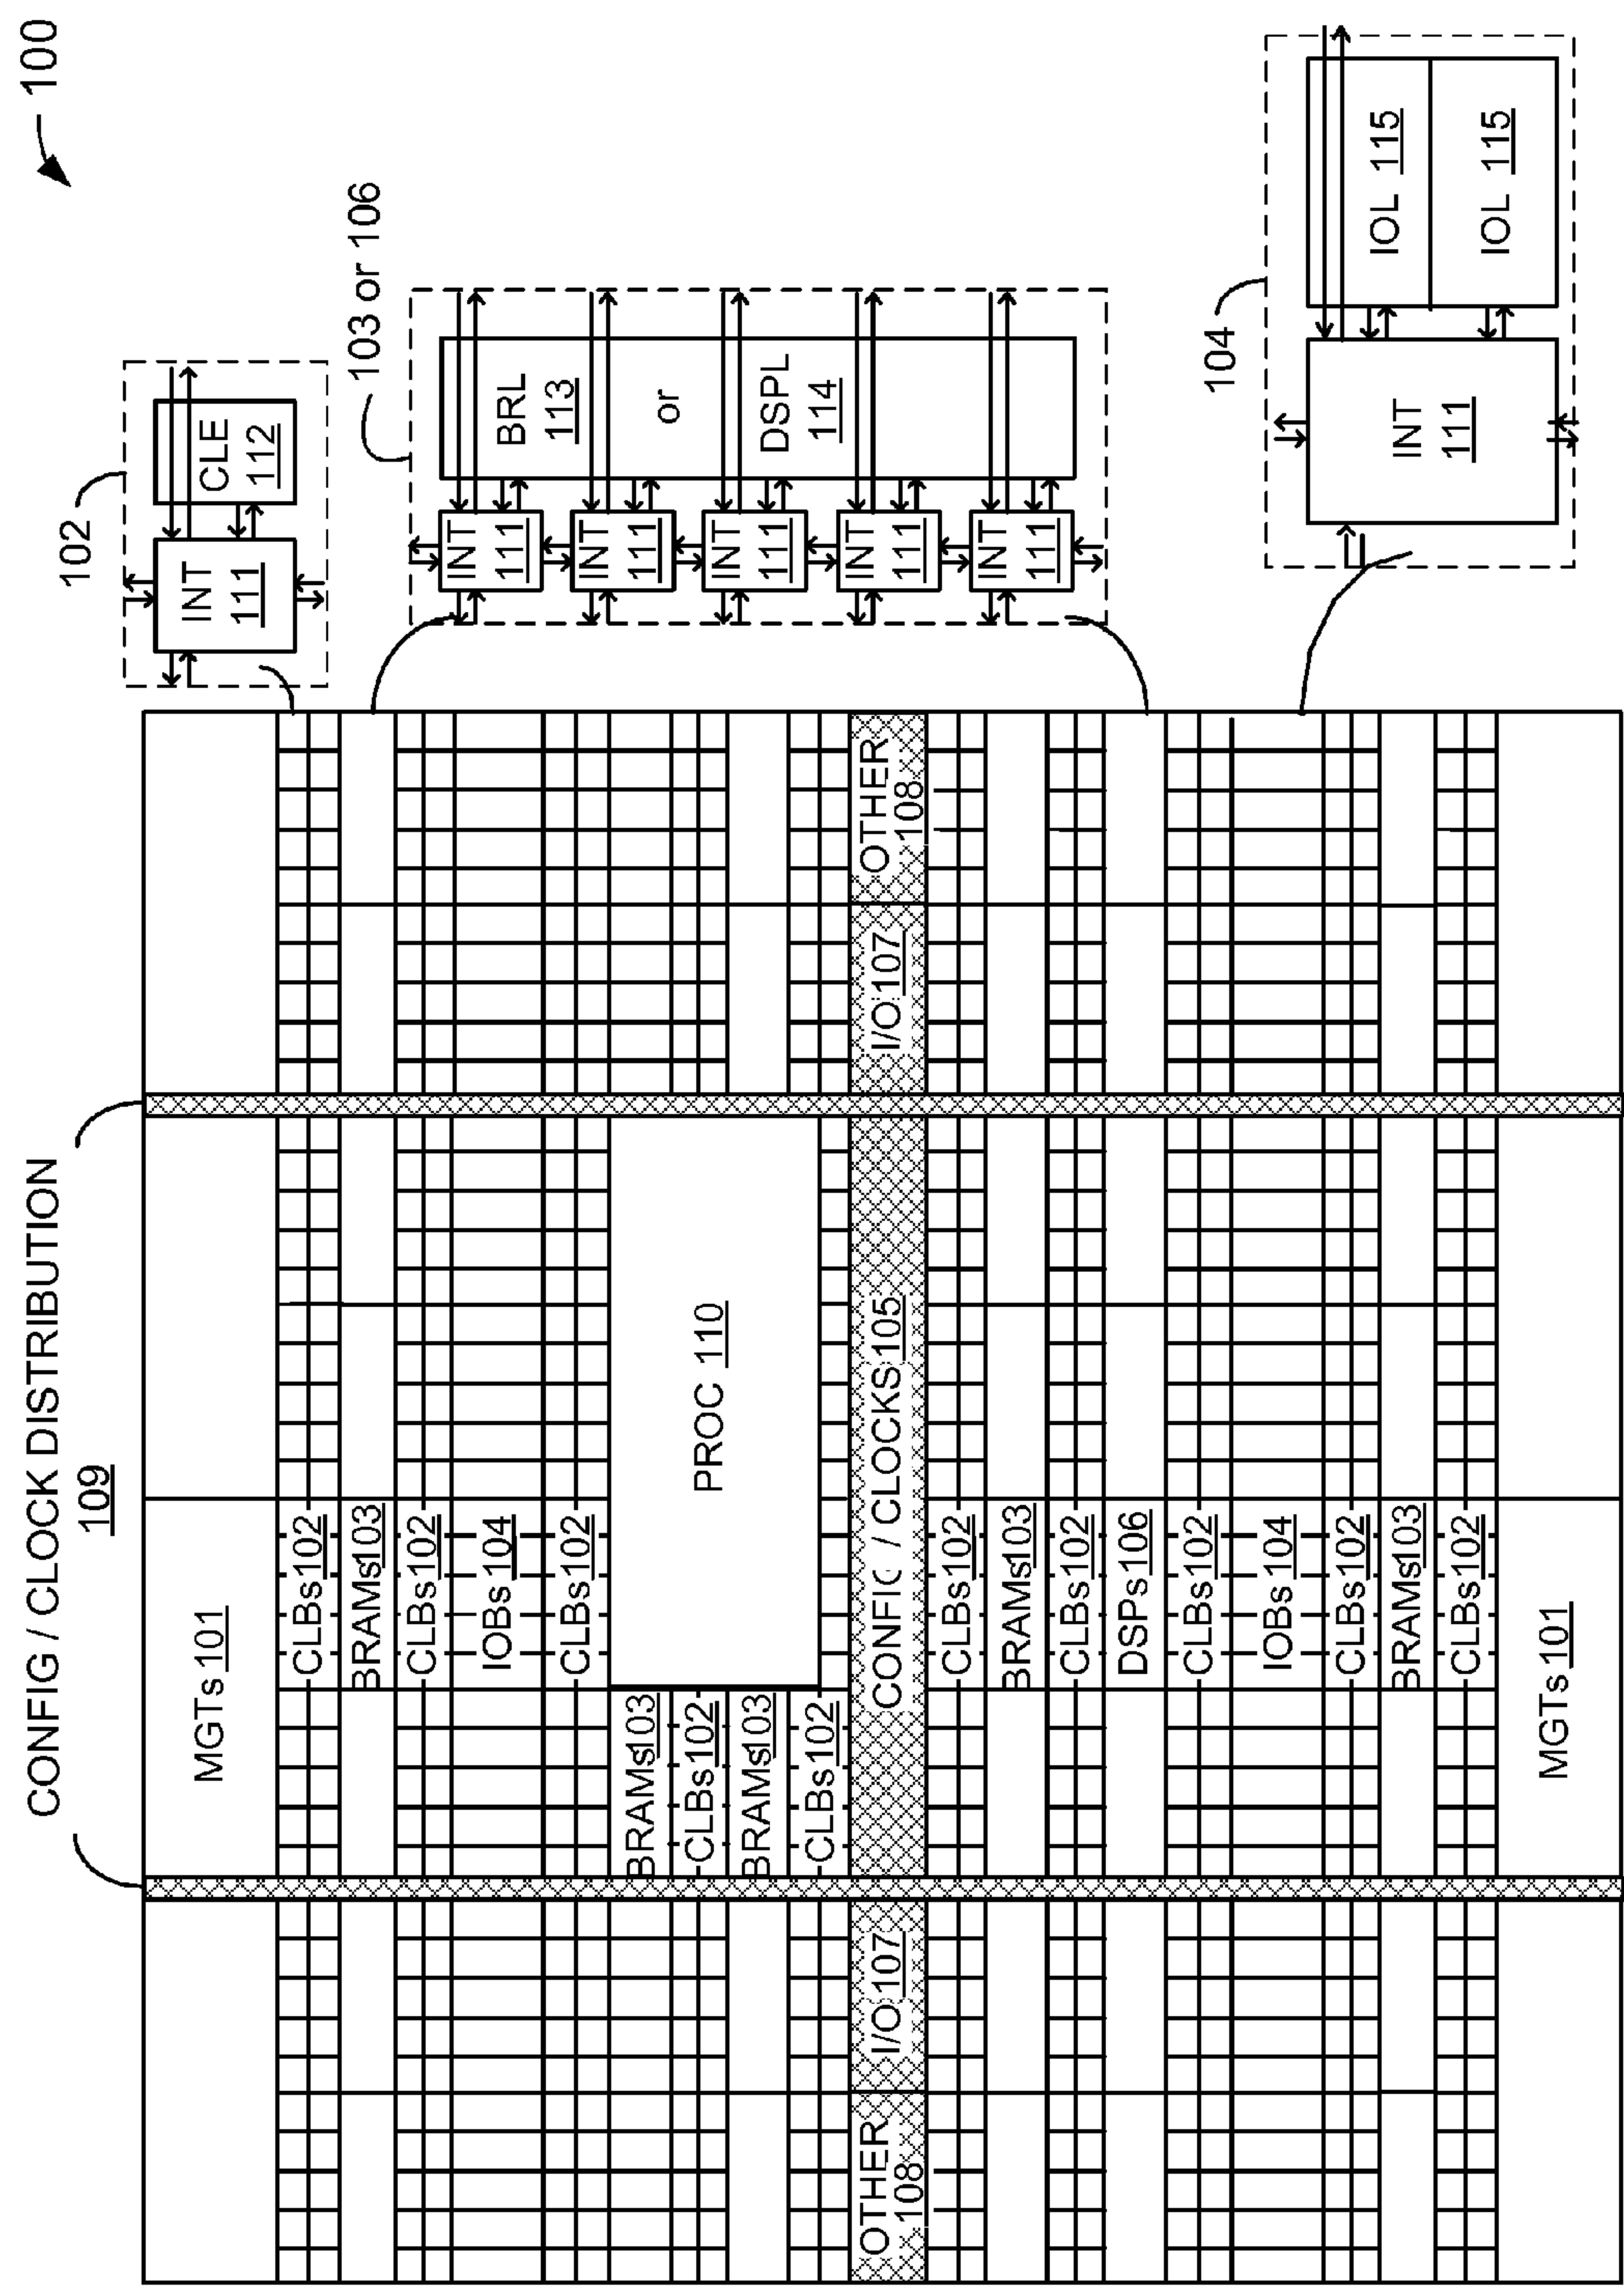 100
CONFIG / CLOCK DISTRIBUTION
109
MGTs 101
CLBs 102
BRAMs 103
CLBs 102
IOBs 104
CLBs 102
BRAMs 103
CLBs 102
BRAMs 103
CLBs 102
PROC 110
OTHER
108
I/O 107
CONFIG / CLOCKS 105
I/O 107
OTHER
108
CLBs 102
BRAMs 103
CLBs 102
DSPs 106
CLBs 102
IOBs 104
CLBs 102
BRAMs 103
CLBs 102
MGTs 101
102
INT
111
CLE
112
103 or 106
INT
111
INT
111
INT
111
INT
111
INT
111
BRL
113
or
DSPL
114
104
INT
111
IOL 115
IOL 115